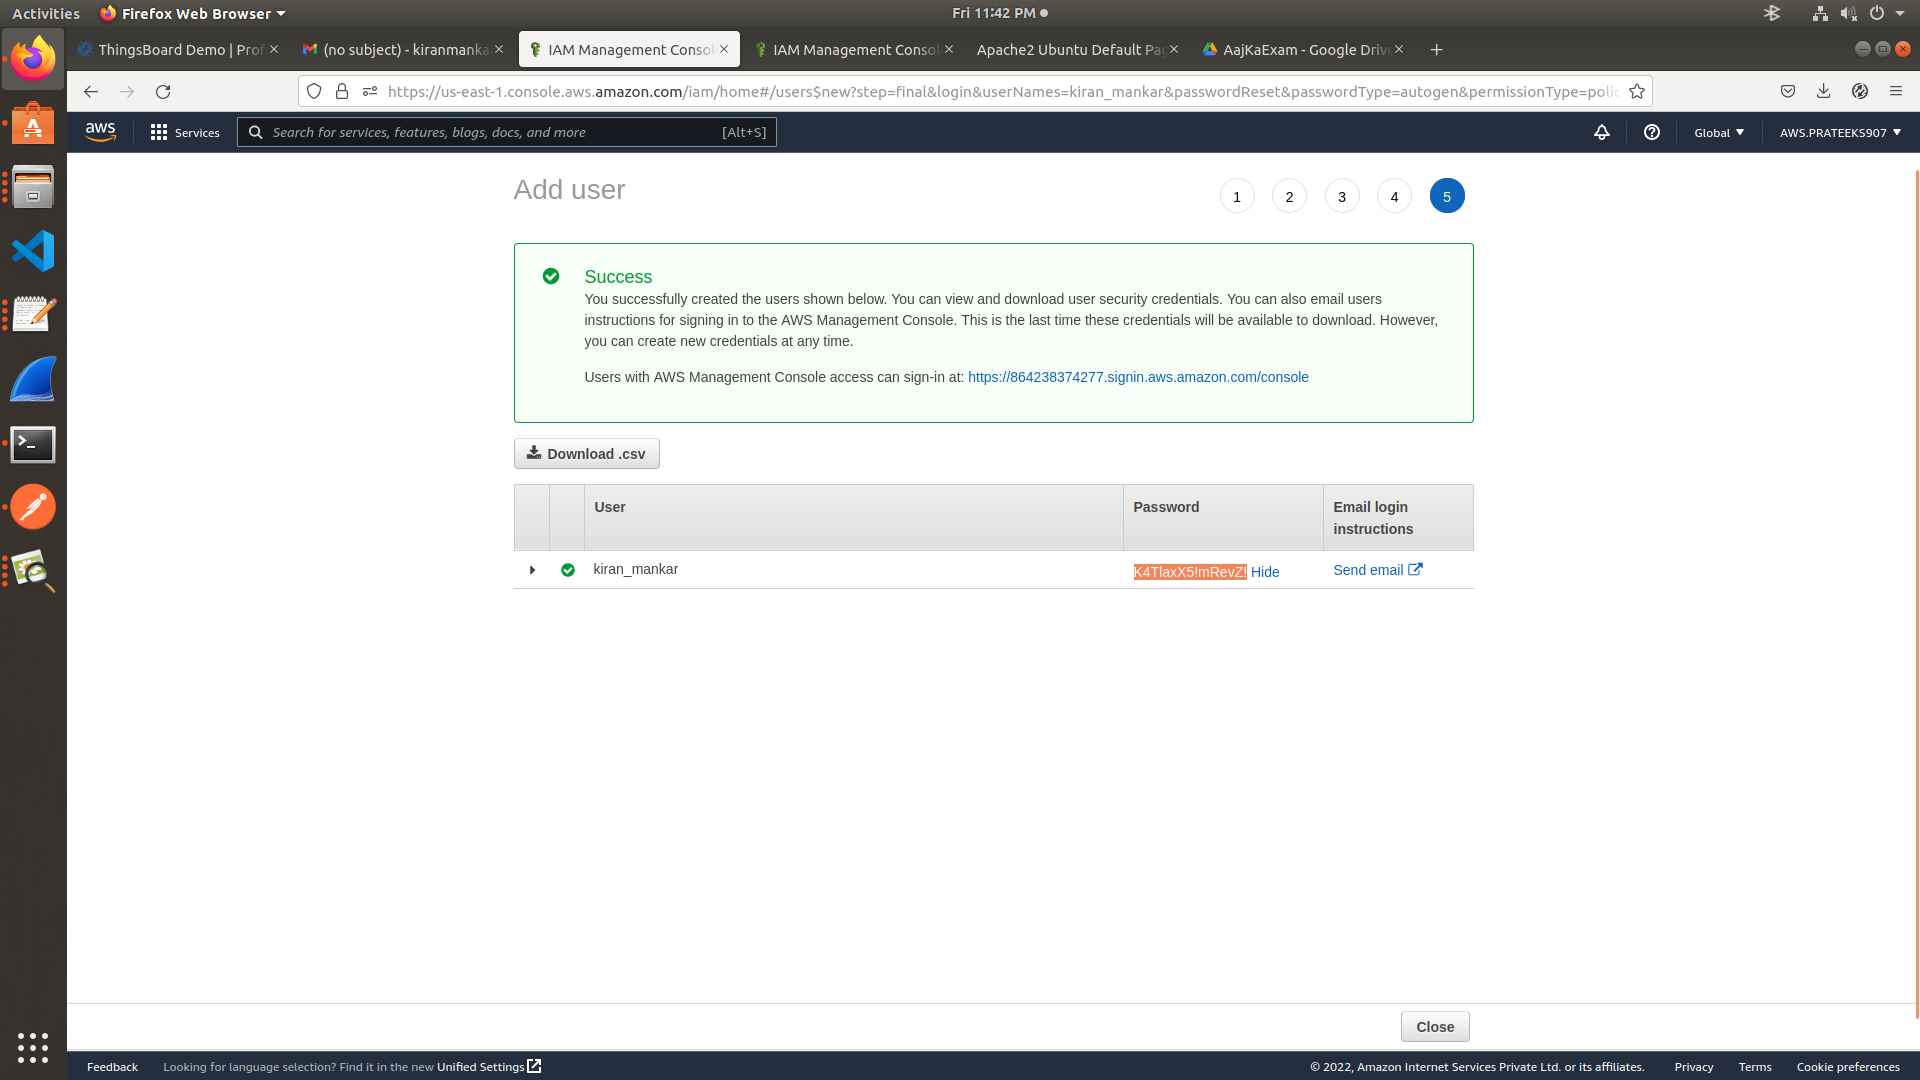 Activities
Firefox Web Browser
Fri 11:42 PM
ThingsBoard Demo | Prof
(no subject) - kiranmanka
IAM Management Consol
IAM Management Consol
Apache2 Ubuntu Default Pag
AajKaExam - Google Drive
https://us-east-1.console.aws.amazon.com/iam/home#/users$new?step=final&login&userNames=kiran_mankar&passwordReset&passwordType=autogen&permissionType=polic
aws
Services
Search for services, features, blogs, docs, and more
[Alt+S]
Global
AWS.PRATEEKS907
Add user
1 2 3 4 5
Success
You successfully created the users shown below. You can view and download user security credentials. You can also email users
instructions for signing in to the AWS Management Console. This is the last time these credentials will be available to download. However,
you can create new credentials at any time.
Users with AWS Management Console access can sign-in at: https://864238374277.signin.aws.amazon.com/console
Download .csv
User
Password
Email login
instructions
kiran_mankar
K4TlaxX5!mRevZ! Hide
Send email
Close
Feedback
Looking for language selection? Find it in the new Unified Settings
© 2022, Amazon Internet Services Private Ltd. or its affiliates.
Privacy
Terms
Cookie preferences